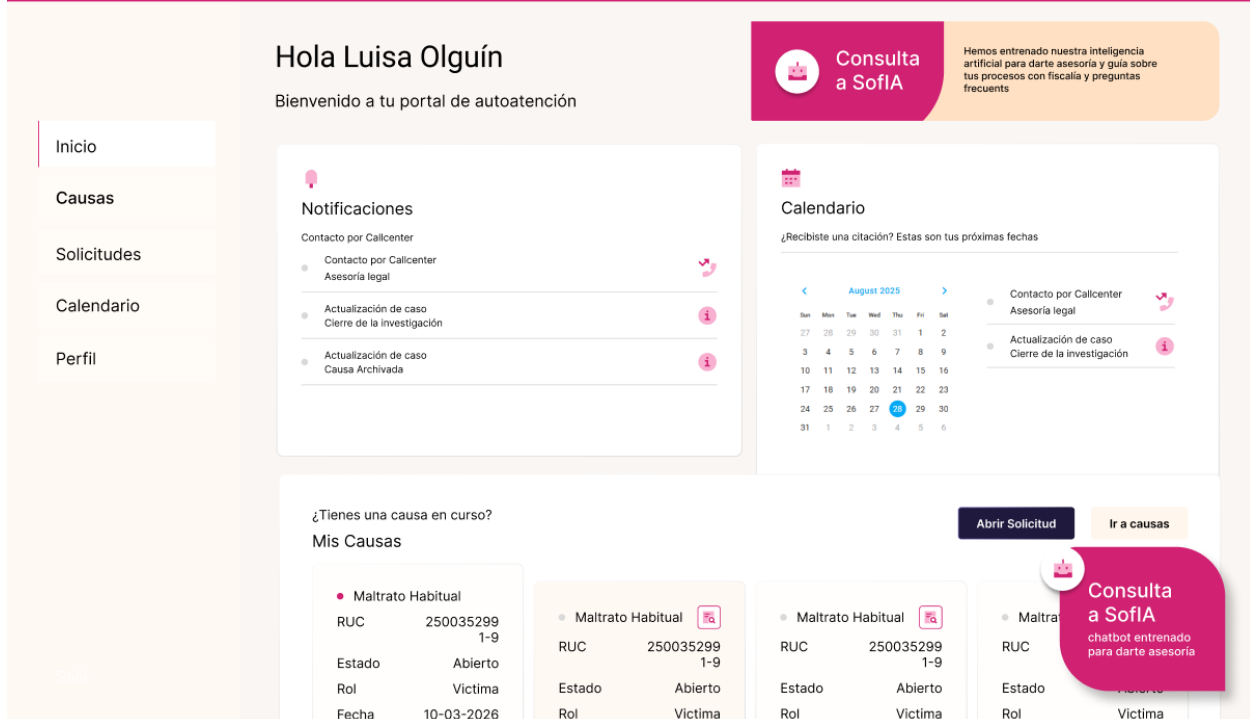 Hola Luisa Olguín
Bienvenido a tu portal de autoatención
Consulta
a SofIA
Hemos entrenado nuestra inteligencia
artificial para darte asesoría y guía sobre
tus procesos con fiscalía y preguntas
frecuents
Inicio
Causas
Solicitudes
Calendario
Perfil
Notificaciones
Contacto por Callcenter
Contacto por Callcenter
Asesoría legal
Actualización de caso
Cierre de la investigación
Actualización de caso
Causa Archivada
Calendario
¿Recibiste una citación? Estas son tus próximas fechas
August 2025
Sun Mon Tue Wed Thu Fri Sat
27 28 29 30 31 1 2
3 4 5 6 7 8 9
10 11 12 13 14 15 16
17 18 19 20 21 22 23
24 25 26 27 28 29 30
31 1 2 3 4 5 6
Contacto por Callcenter
Asesoría legal
Actualización de caso
Cierre de la investigación
¿Tienes una causa en curso?
Mis Causas
Abrir Solicitud
Ir a causas
Maltrato Habitual
RUC 250035299
1-9
Estado Abierto
Rol Victima
Fecha 10-03-2026
Maltrato Habitual
RUC 250035299
1-9
Estado Abierto
Rol Victima
Maltrato Habitual
RUC 250035299
1-9
Estado Abierto
Rol Victima
RUC
Estado
Rol Victima
Consulta
a SofIA
chatbot entrenado
para darte asesoría